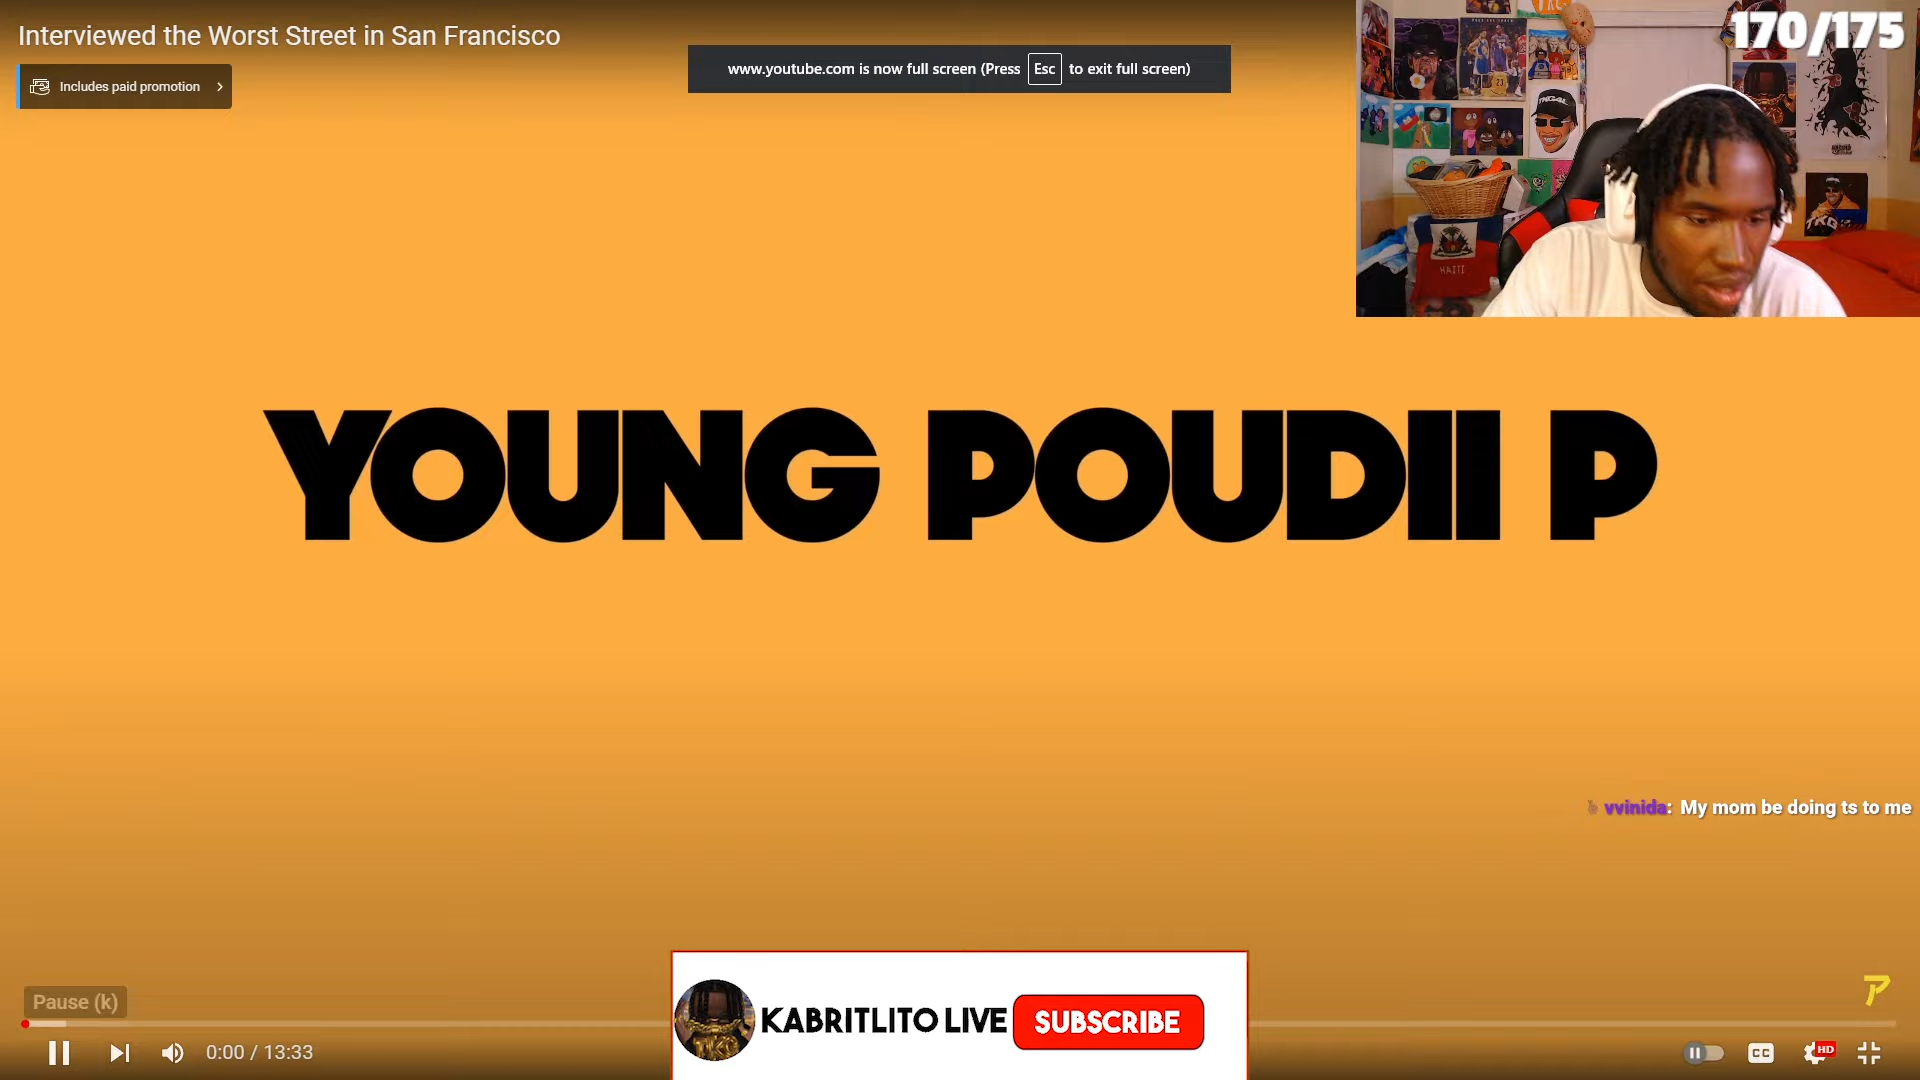 Interviewed the Worst Street in San Francisco
Includes paid promotion
www.youtube.com is now full screen (Press Esc to exit full screen)
170/175
HAITI
YOUNG POUDII P
vvinida: My mom be doing ts to me
Pause (k)
KABRITLITO LIVE SUBSCRIBE
0:00 / 13:33
CC
HD